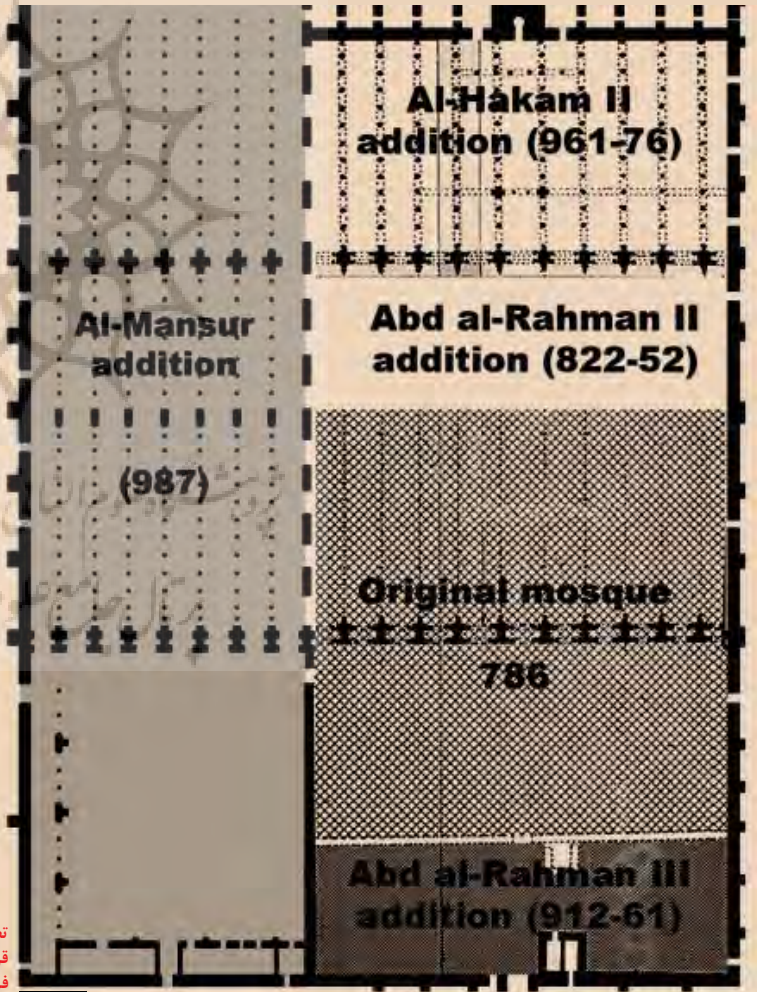 Al-Hakam II
addition (961-76)
Al-Mansur
addition
(987)
Abd al-Rahman II
addition (822-52)
Original mosque
786
Abd al-Rahman III
addition (912-61)